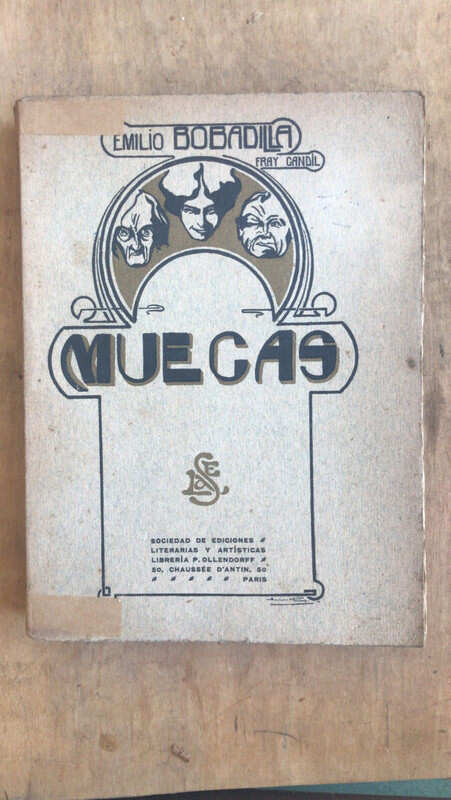 EMILIO BOBADILLA
FRAY CANDIL
MUECAS
SOCIEDAD DE EDICIONES
LITERARIAS Y ARTÍSTICAS
LIBRERÍA P. OLLENDORFF
50, CHAUSSÉE D'ANTIN, 50
PARIS